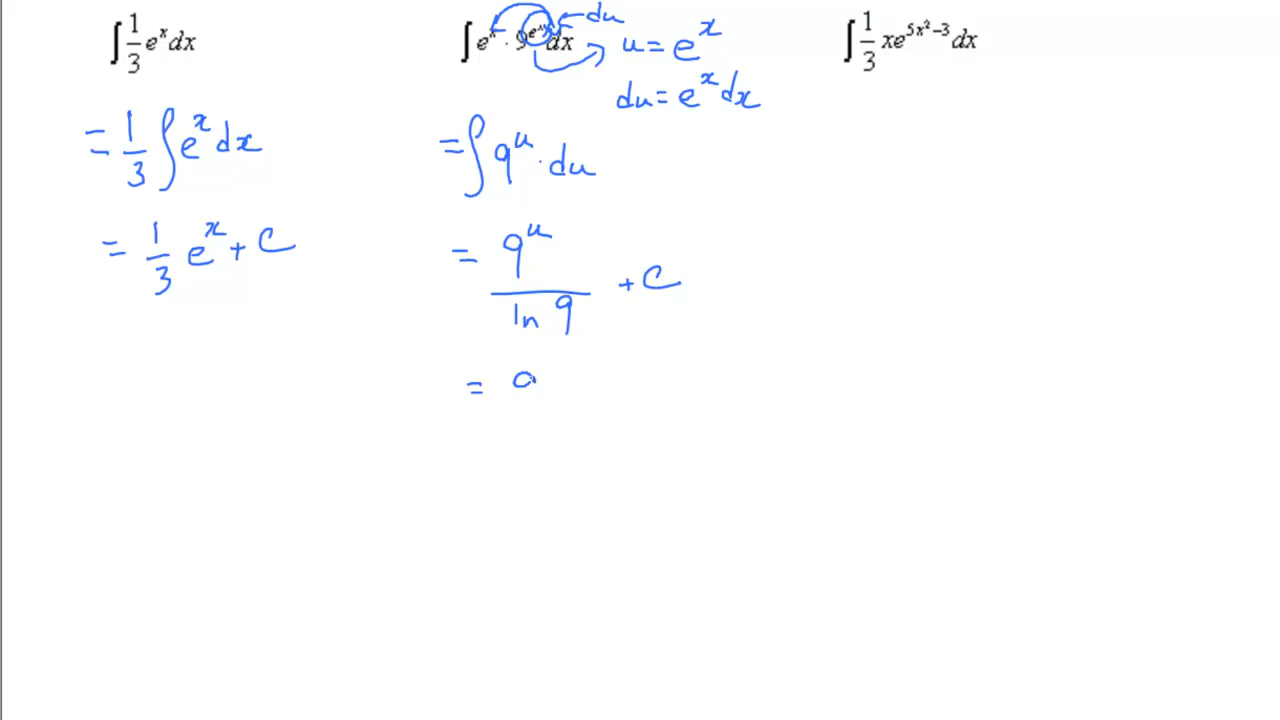 ∫ 1/3 e^x dx
= 1/3 ∫ e^x dx
= 1/3 e^x + C
∫ e^x · 9^(e^x) dx ← du
u = e^x
du = e^x dx
= ∫ 9^u · du
= 9^u / ln 9 + C
=
∫ 1/3 x e^(5x²−3) dx